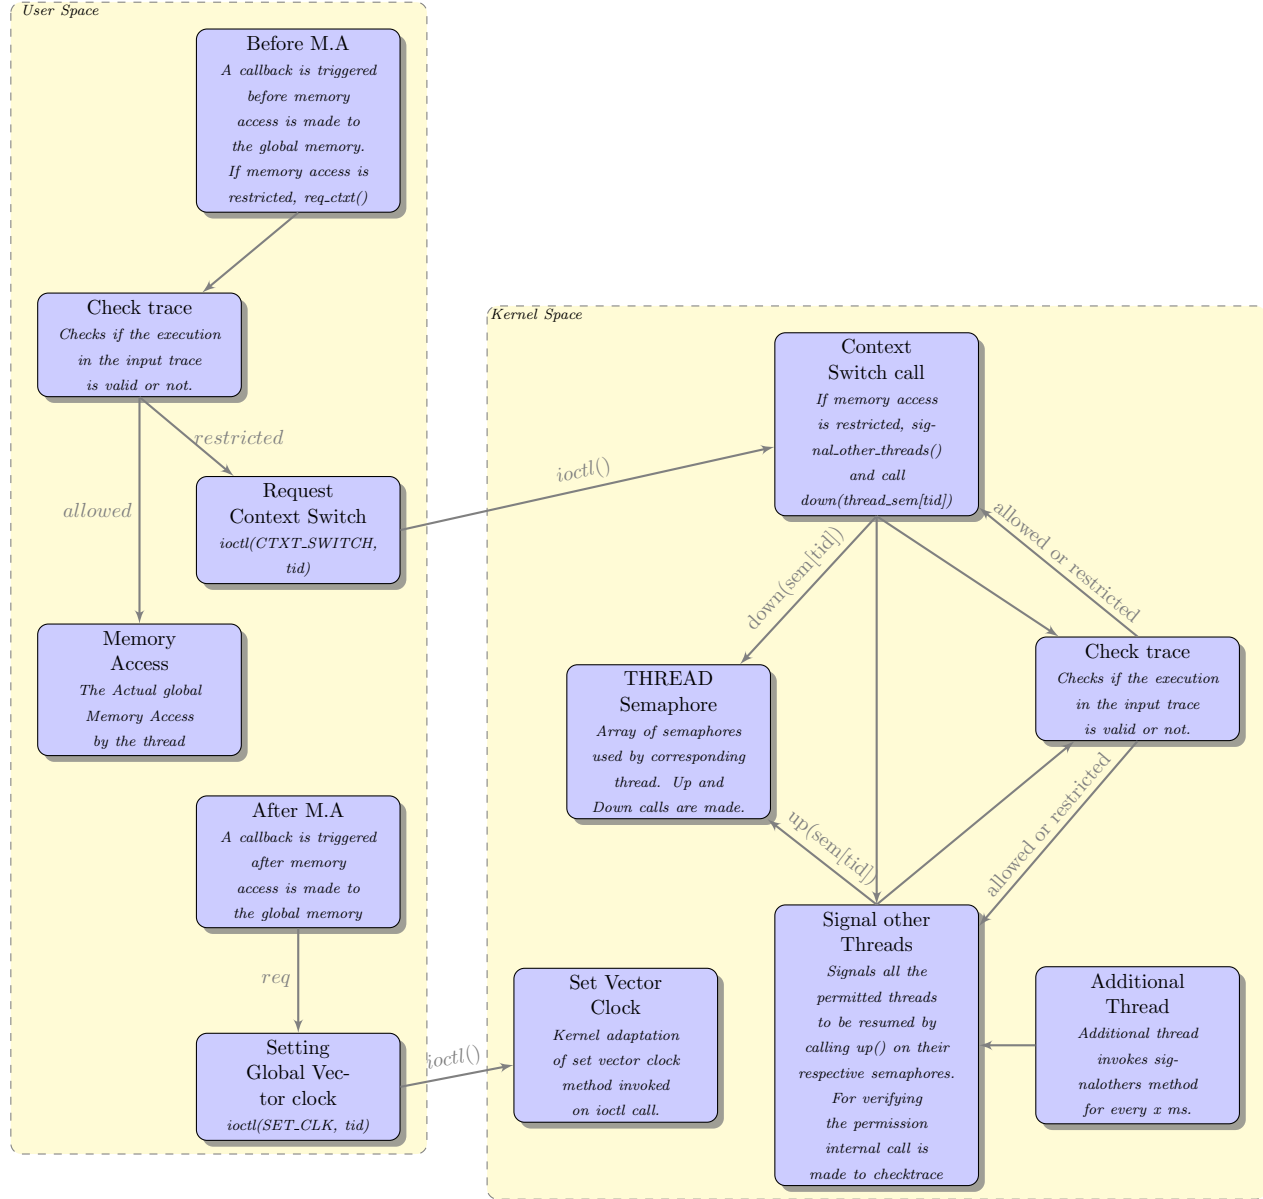 User Space
Before M.A
A callback is triggered
before memory
access is made to
the global memory.
If memory access is
restricted, req_ctxt()
Check trace
Checks if the execution
in the input trace
is valid or not.
restricted
allowed
Request
Context Switch
ioctl(CTXT_SWITCH,
tid)
Memory
Access
The Actual global
Memory Access
by the thread
After M.A
A callback is triggered
after memory
access is made to
the global memory
req
Setting
Global Vec-
tor clock
ioctl(SET_CLK, tid)
ioctl()
ioctl()
Kernel Space
Context
Switch call
If memory access
is restricted, sig-
nal_other_threads()
and call
down(thread_sem[tid])
down(sem[tid])
allowed or restricted
Check trace
Checks if the execution
in the input trace
is valid or not.
THREAD
Semaphore
Array of semaphores
used by corresponding
thread. Up and
Down calls are made.
up(sem[tid])
allowed or restricted
Signal other
Threads
Signals all the
permitted threads
to be resumed by
calling up() on their
respective semaphores.
For verifying
the permission
internal call is
made to checktrace
Set Vector
Clock
Kernel adaptation
of set vector clock
method invoked
on ioctl call.
Additional
Thread
Additional thread
invokes sig-
nalothers method
for every x ms.